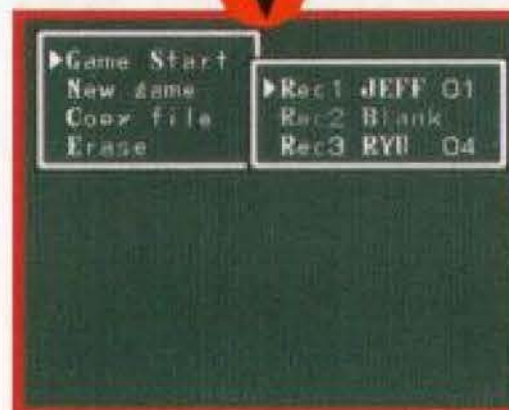 ▶Game Start
New game
Copy file
Erase
▶Rec1 JEFF 01
Rec2 Blank
Rec3 RYU 04